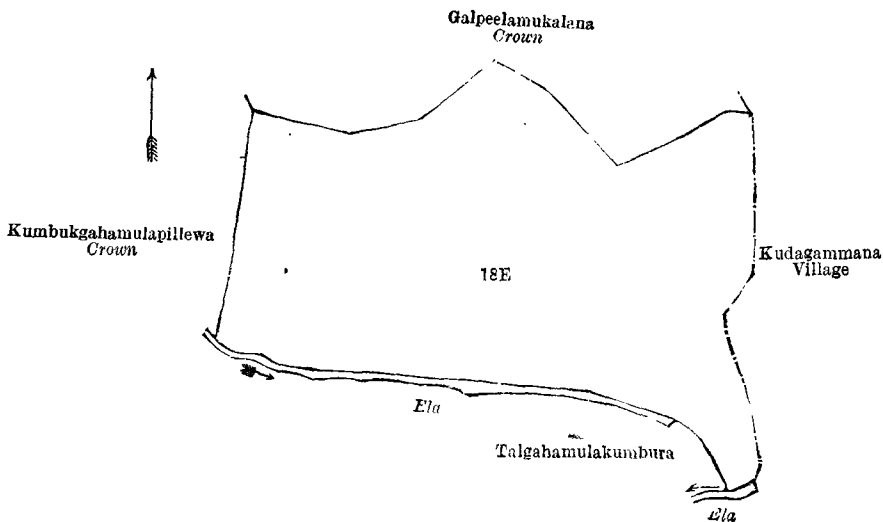 Galpeelamukalana
Crown
Kumbukgahamulapillewa
Crown
Kudagammana
Village
18E
Ela
Talgahamulakumbura
Ela